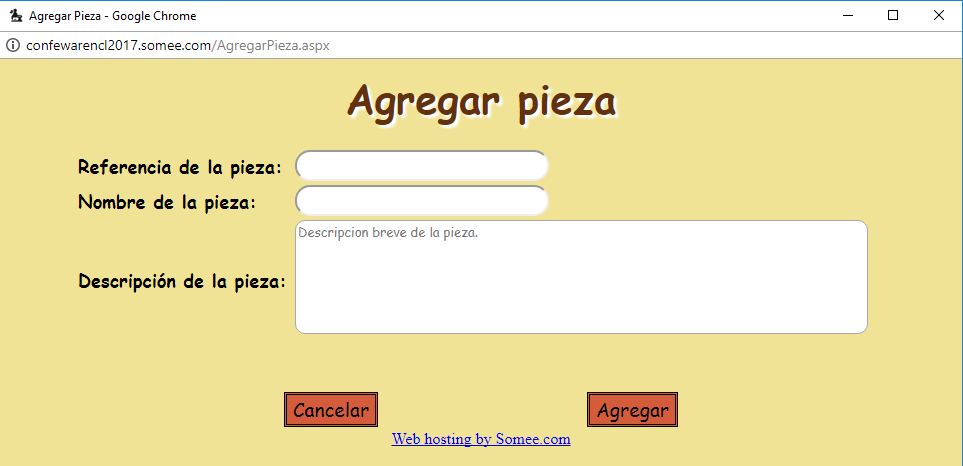 Agregar Pieza - Google Chrome
confewarencl2017.somee.com/AgregarPieza.aspx
Agregar pieza
Referencia de la pieza:
Nombre de la pieza:
Descripcion breve de la pieza.
Descripción de la pieza:
Cancelar Agregar
Web hosting by Somee.com